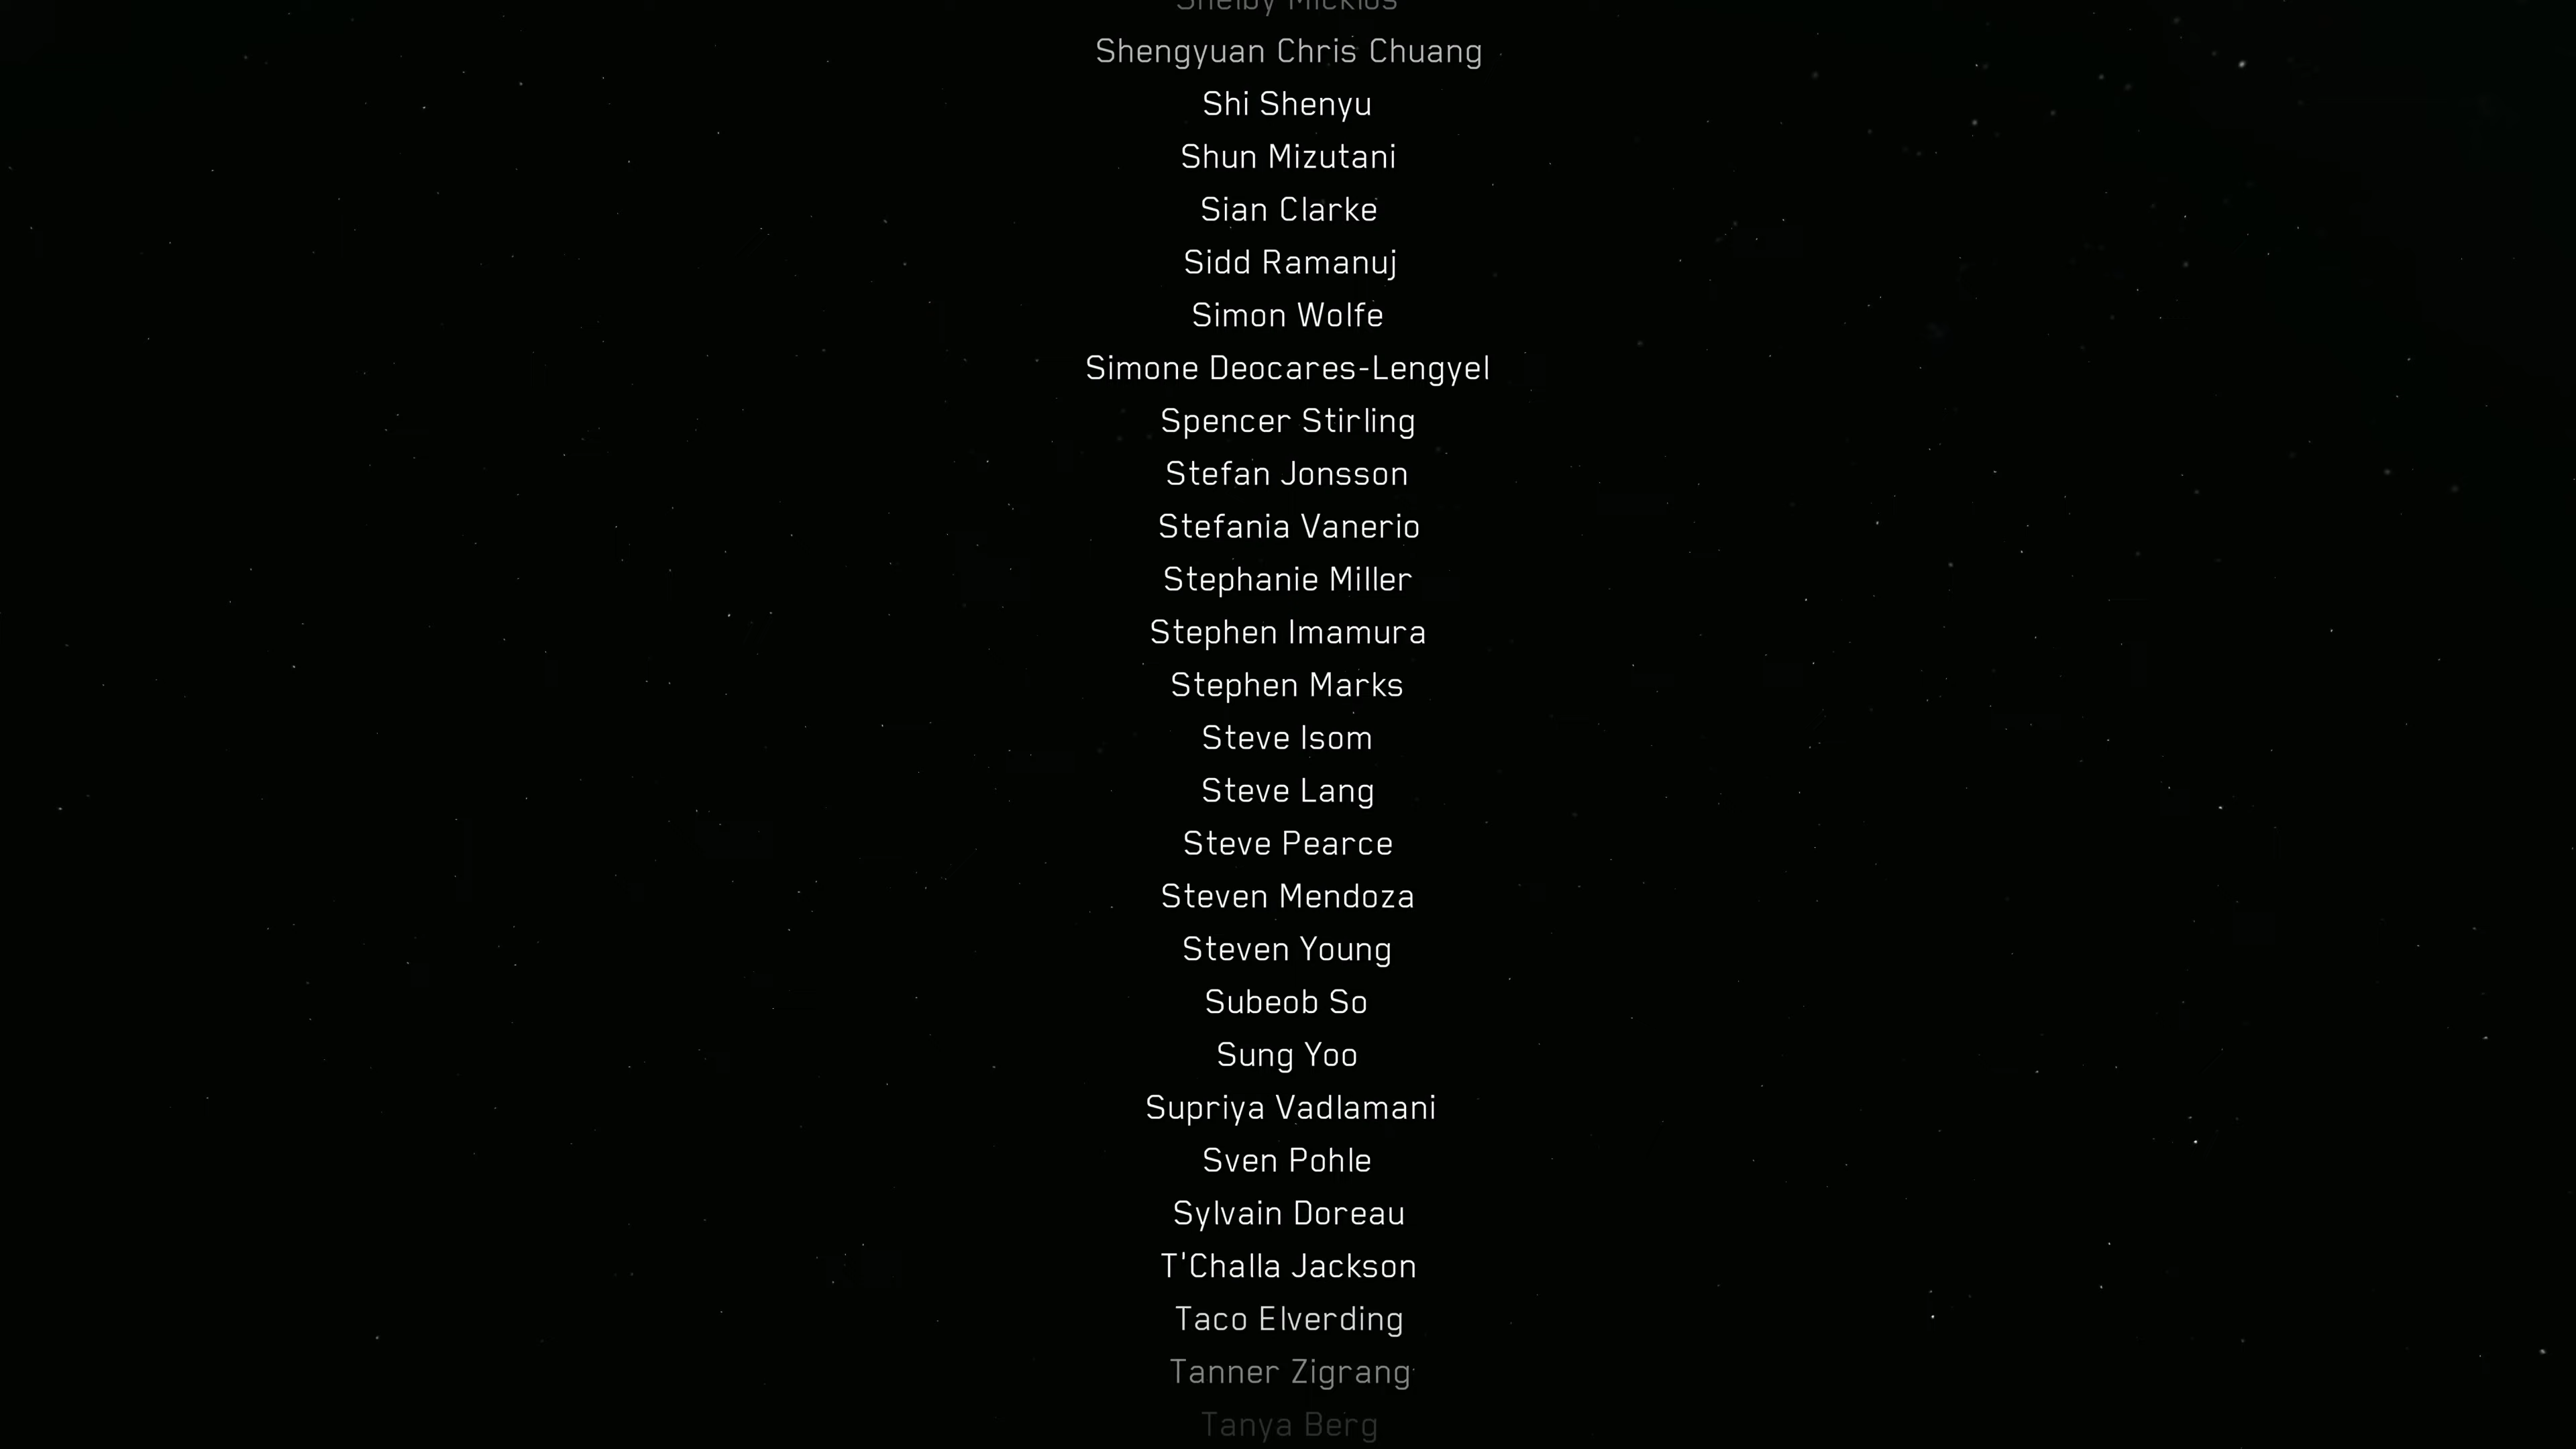 Shelby Micklos
Shengyuan Chris Chuang
Shi Shenyu
Shun Mizutani
Sian Clarke
Sidd Ramanuj
Simon Wolfe
Simone Deocares-Lengyel
Spencer Stirling
Stefan Jonsson
Stefania Vanerio
Stephanie Miller
Stephen Imamura
Stephen Marks
Steve Isom
Steve Lang
Steve Pearce
Steven Mendoza
Steven Young
Subeob So
Sung Yoo
Supriya Vadlamani
Sven Pohle
Sylvain Doreau
T'Challa Jackson
Taco Elverding
Tanner Zigrang
Tanya Berg